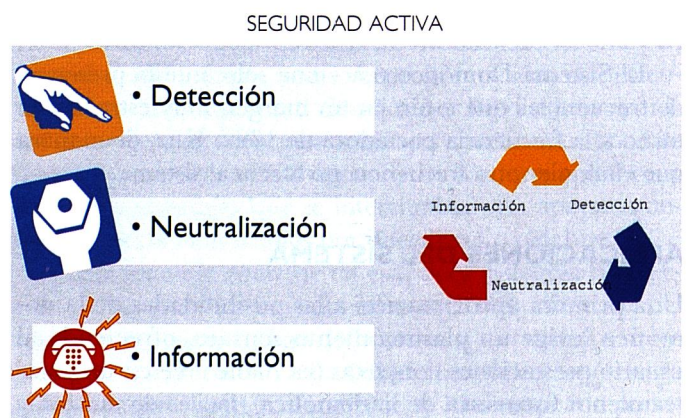 SEGURIDAD ACTIVA
• Detección
• Neutralización
• Información
Información
Detección
Neutralización